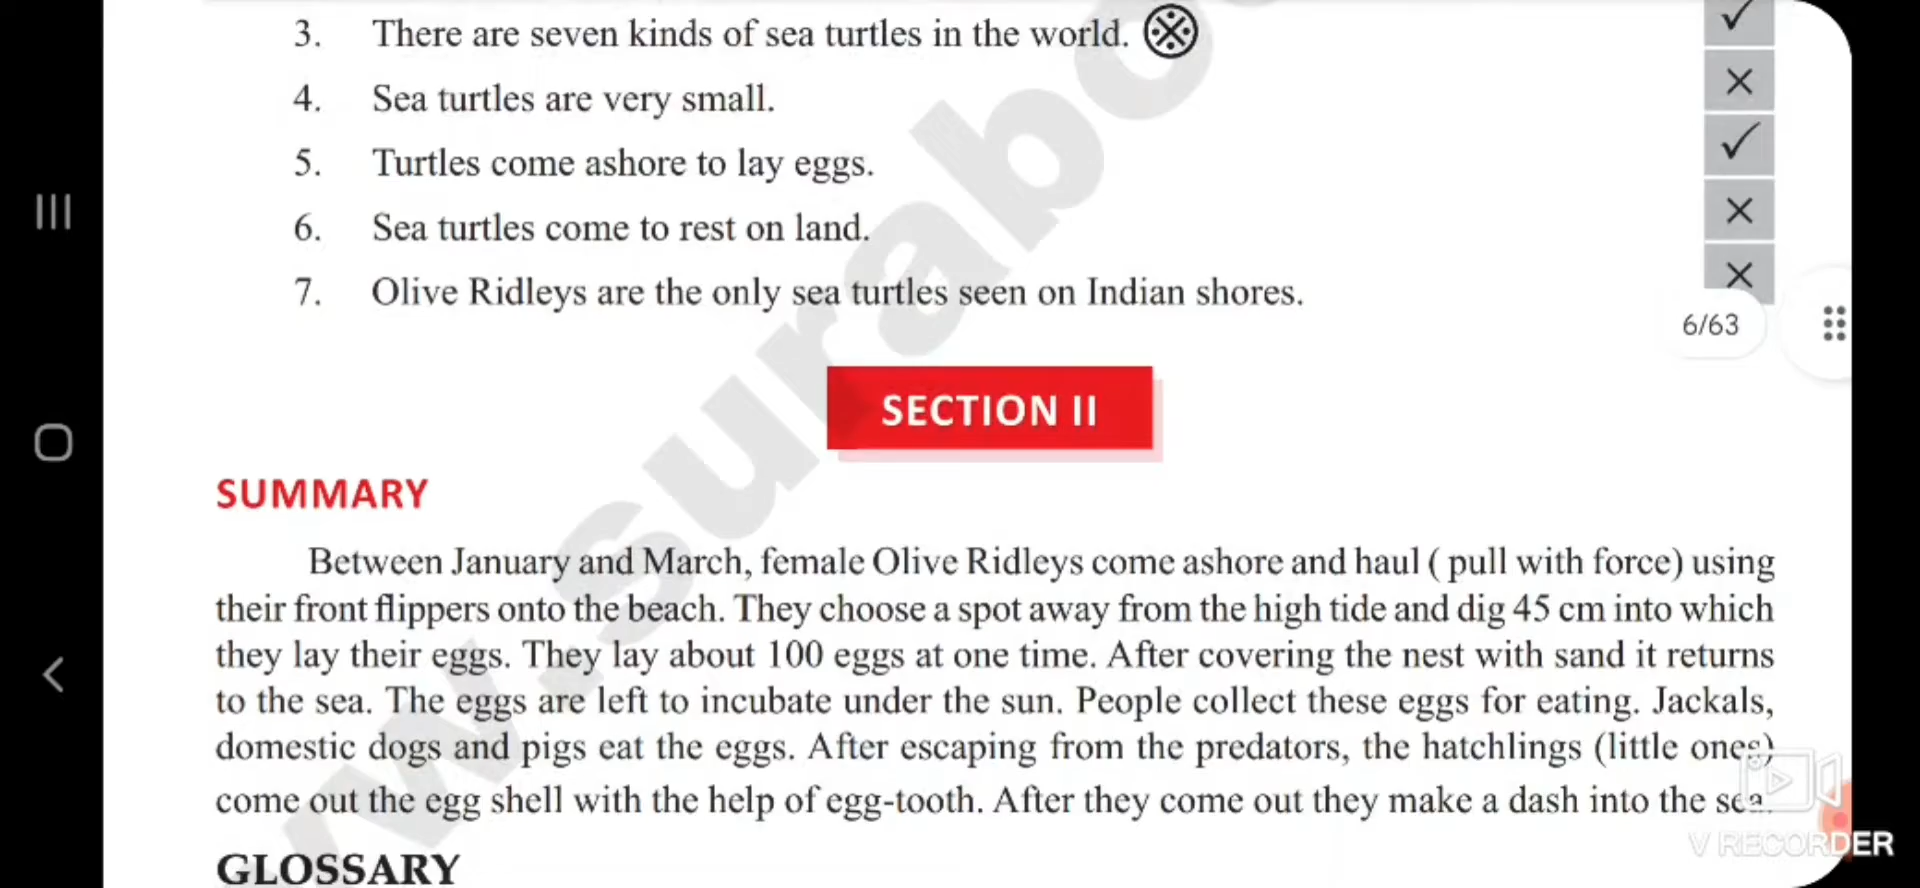 3. There are seven kinds of sea turtles in the world.
4. Sea turtles are very small.
5. Turtles come ashore to lay eggs.
6. Sea turtles come to rest on land.
7. Olive Ridleys are the only sea turtles seen on Indian shores.
6/63
SECTION II
SUMMARY
Between January and March, female Olive Ridleys come ashore and haul ( pull with force) using
their front flippers onto the beach. They choose a spot away from the high tide and dig 45 cm into which
they lay their eggs. They lay about 100 eggs at one time. After covering the nest with sand it returns
to the sea. The eggs are left to incubate under the sun. People collect these eggs for eating. Jackals,
domestic dogs and pigs eat the eggs. After escaping from the predators, the hatchlings (little ones)
come out the egg shell with the help of egg-tooth. After they come out they make a dash into the sea.
V RECORDER
GLOSSARY
www.surabo